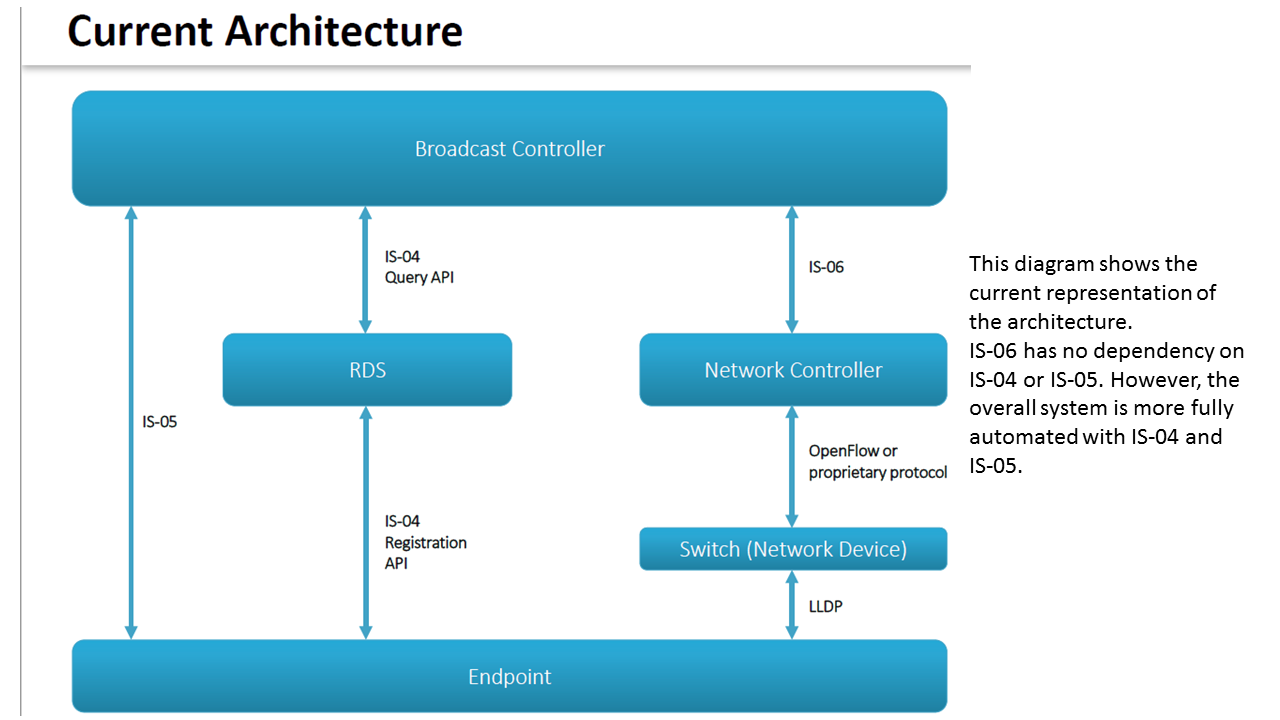 Current Architecture
Broadcast Controller
IS-04
Query API
IS-06
RDS
Network Controller
IS-05
OpenFlow or
proprietary protocol
IS-04
Registration
API
Switch (Network Device)
LLDP
Endpoint
This diagram shows the
current representation of
the architecture.
IS-06 has no dependency on
IS-04 or IS-05. However, the
overall system is more fully
automated with IS-04 and
IS-05.